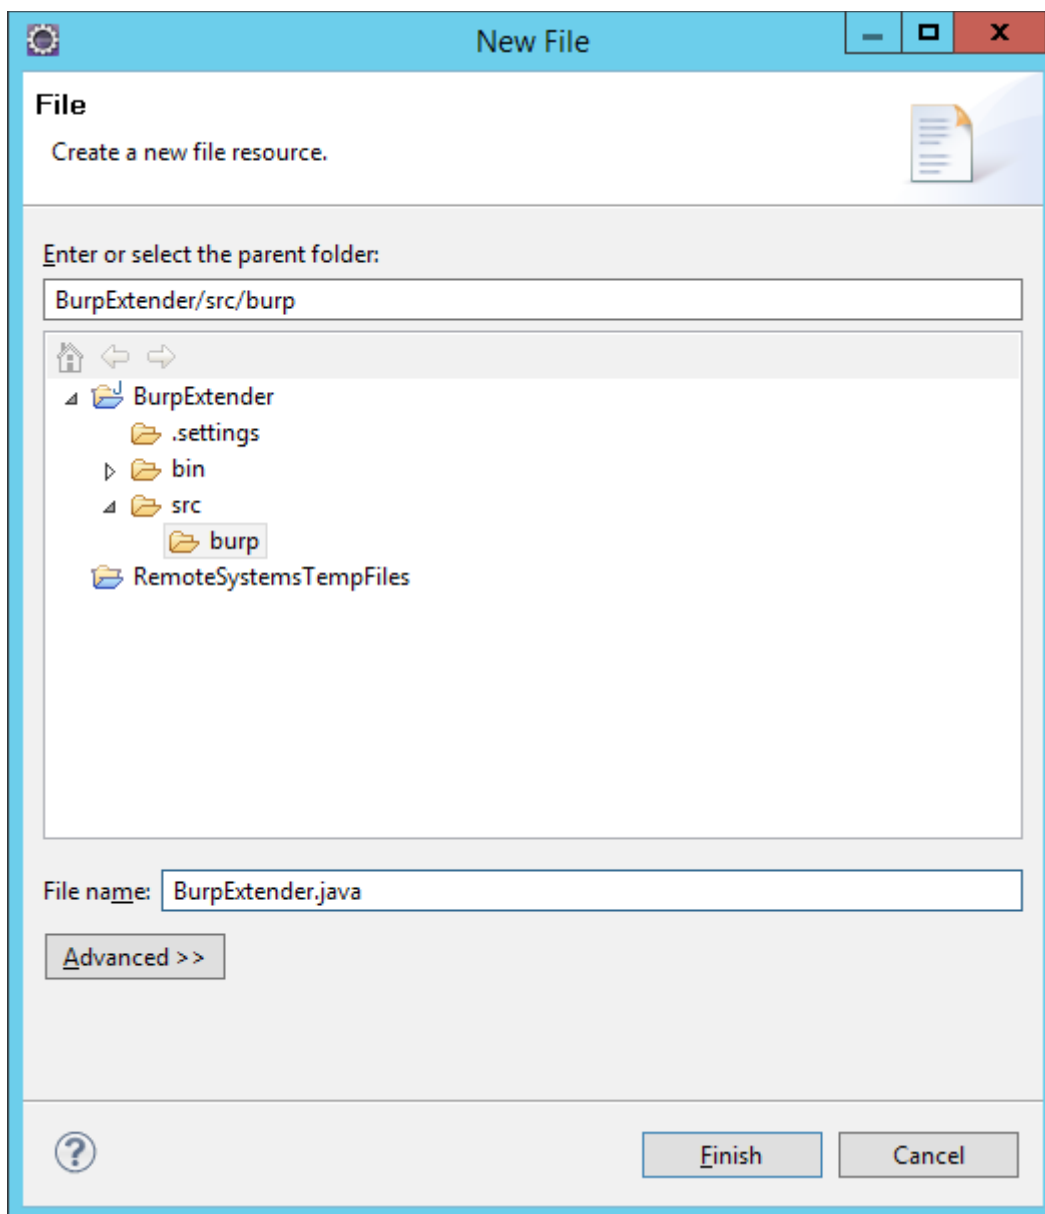 New File
File
Create a new file resource.
Enter or select the parent folder:
BurpExtender/src/burp
BurpExtender
.settings
bin
src
burp
RemoteSystemsTempFiles
File name: BurpExtender.java
Advanced >>
Finish Cancel